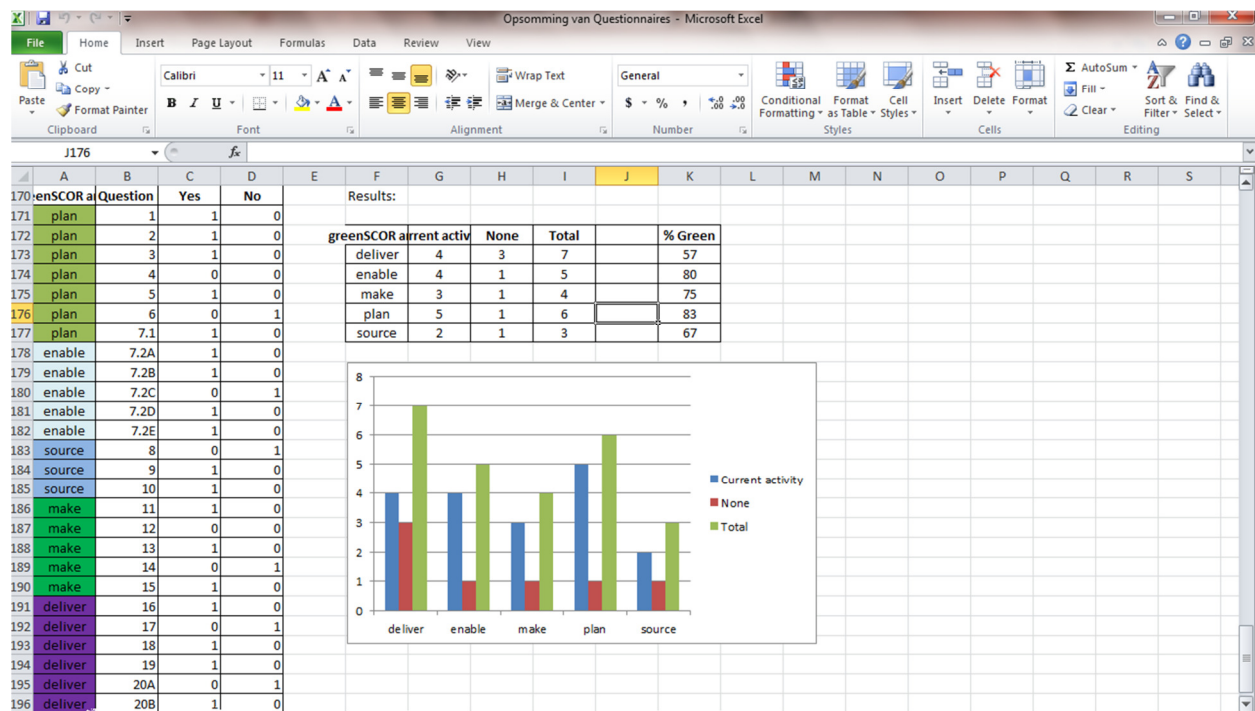 Opsomming van Questionnaires - Microsoft Excel
File Home Insert Page Layout Formulas Data Review View
Paste Cut Copy Format Painter Clipboard
Calibri 11 B I U Font
Wrap Text Merge & Center Alignment
General $ % , Number
Conditional Formatting Format as Table Cell Styles Styles
Insert Delete Format Cells
Σ AutoSum Fill Clear Sort & Filter Find & Select Editing
J176 fx
A B C D E F G H I J K L M N O P Q R S
170 enSCOR a Question Yes No Results:
171 plan 1 1 0
172 plan 2 1 0 greenSCOR a rrent activ None Total % Green
173 plan 3 1 0 deliver 4 3 7 57
174 plan 4 0 0 enable 4 1 5 80
175 plan 5 1 0 make 3 1 4 75
176 plan 6 0 1 plan 5 1 6 83
177 plan 7.1 1 0 source 2 1 3 67
178 enable 7.2A 1 0
179 enable 7.2B 1 0
180 enable 7.2C 0 1
181 enable 7.2D 1 0
182 enable 7.2E 1 0
183 source 8 0 1
184 source 9 1 0
185 source 10 1 0
186 make 11 1 0
187 make 12 0 0
188 make 13 1 0
189 make 14 0 1
190 make 15 1 0
191 deliver 16 1 0
192 deliver 17 0 1
193 deliver 18 1 0
194 deliver 19 1 0
195 deliver 20A 0 1
196 deliver 20B 1 0
8
7
6
5
4
3
2
1
0
deliver enable make plan source
Current activity
None
Total